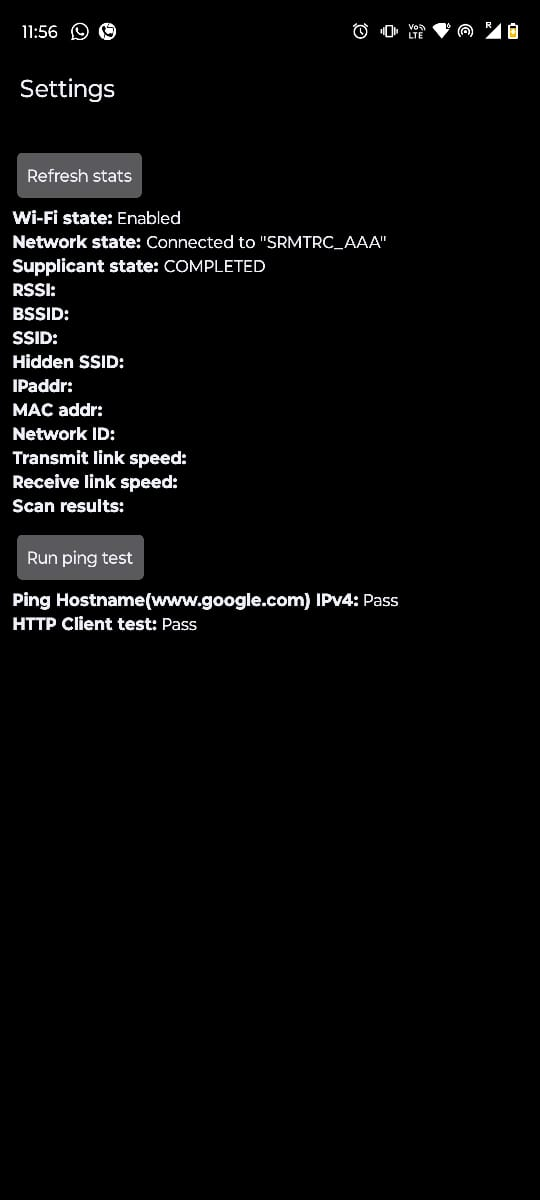 11:56 Vo LTE R
Settings
Refresh stats
Wi-Fi state: Enabled
Network state: Connected to "SRMTRC_AAA"
Supplicant state: COMPLETED
RSSI:
BSSID:
SSID:
Hidden SSID:
IPaddr:
MAC addr:
Network ID:
Transmit link speed:
Receive link speed:
Scan results:
Run ping test
Ping Hostname(www.google.com) IPv4: Pass
HTTP Client test: Pass